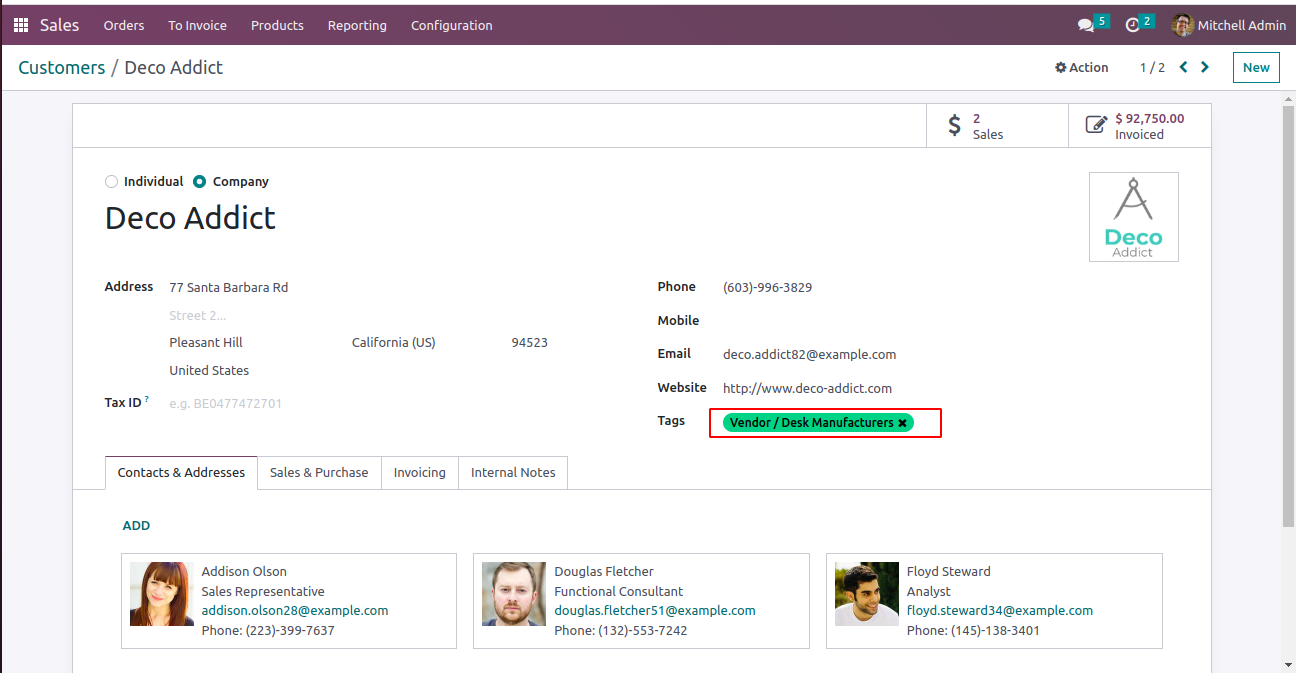 Sales Orders To Invoice Products Reporting Configuration 5 2 Mitchell Admin
Customers / Deco Addict Action 1 / 2 New
$ 2 $ 92,750.00
Sales Invoiced
Individual Company
Deco Addict
Deco
Addict
Address 77 Santa Barbara Rd Phone (603)-996-3829
Street 2...
Mobile
Pleasant Hill California (US) 94523
Email deco.addict82@example.com
United States
Website http://www.deco-addict.com
Tax ID ? e.g. BE0477472701
Tags Vendor / Desk Manufacturers ✖
Contacts & Addresses Sales & Purchase Invoicing Internal Notes
ADD
Addison Olson
Sales Representative
addison.olson28@example.com
Phone: (223)-399-7637
Douglas Fletcher
Functional Consultant
douglas.fletcher51@example.com
Phone: (132)-553-7242
Floyd Steward
Analyst
floyd.steward34@example.com
Phone: (145)-138-3401